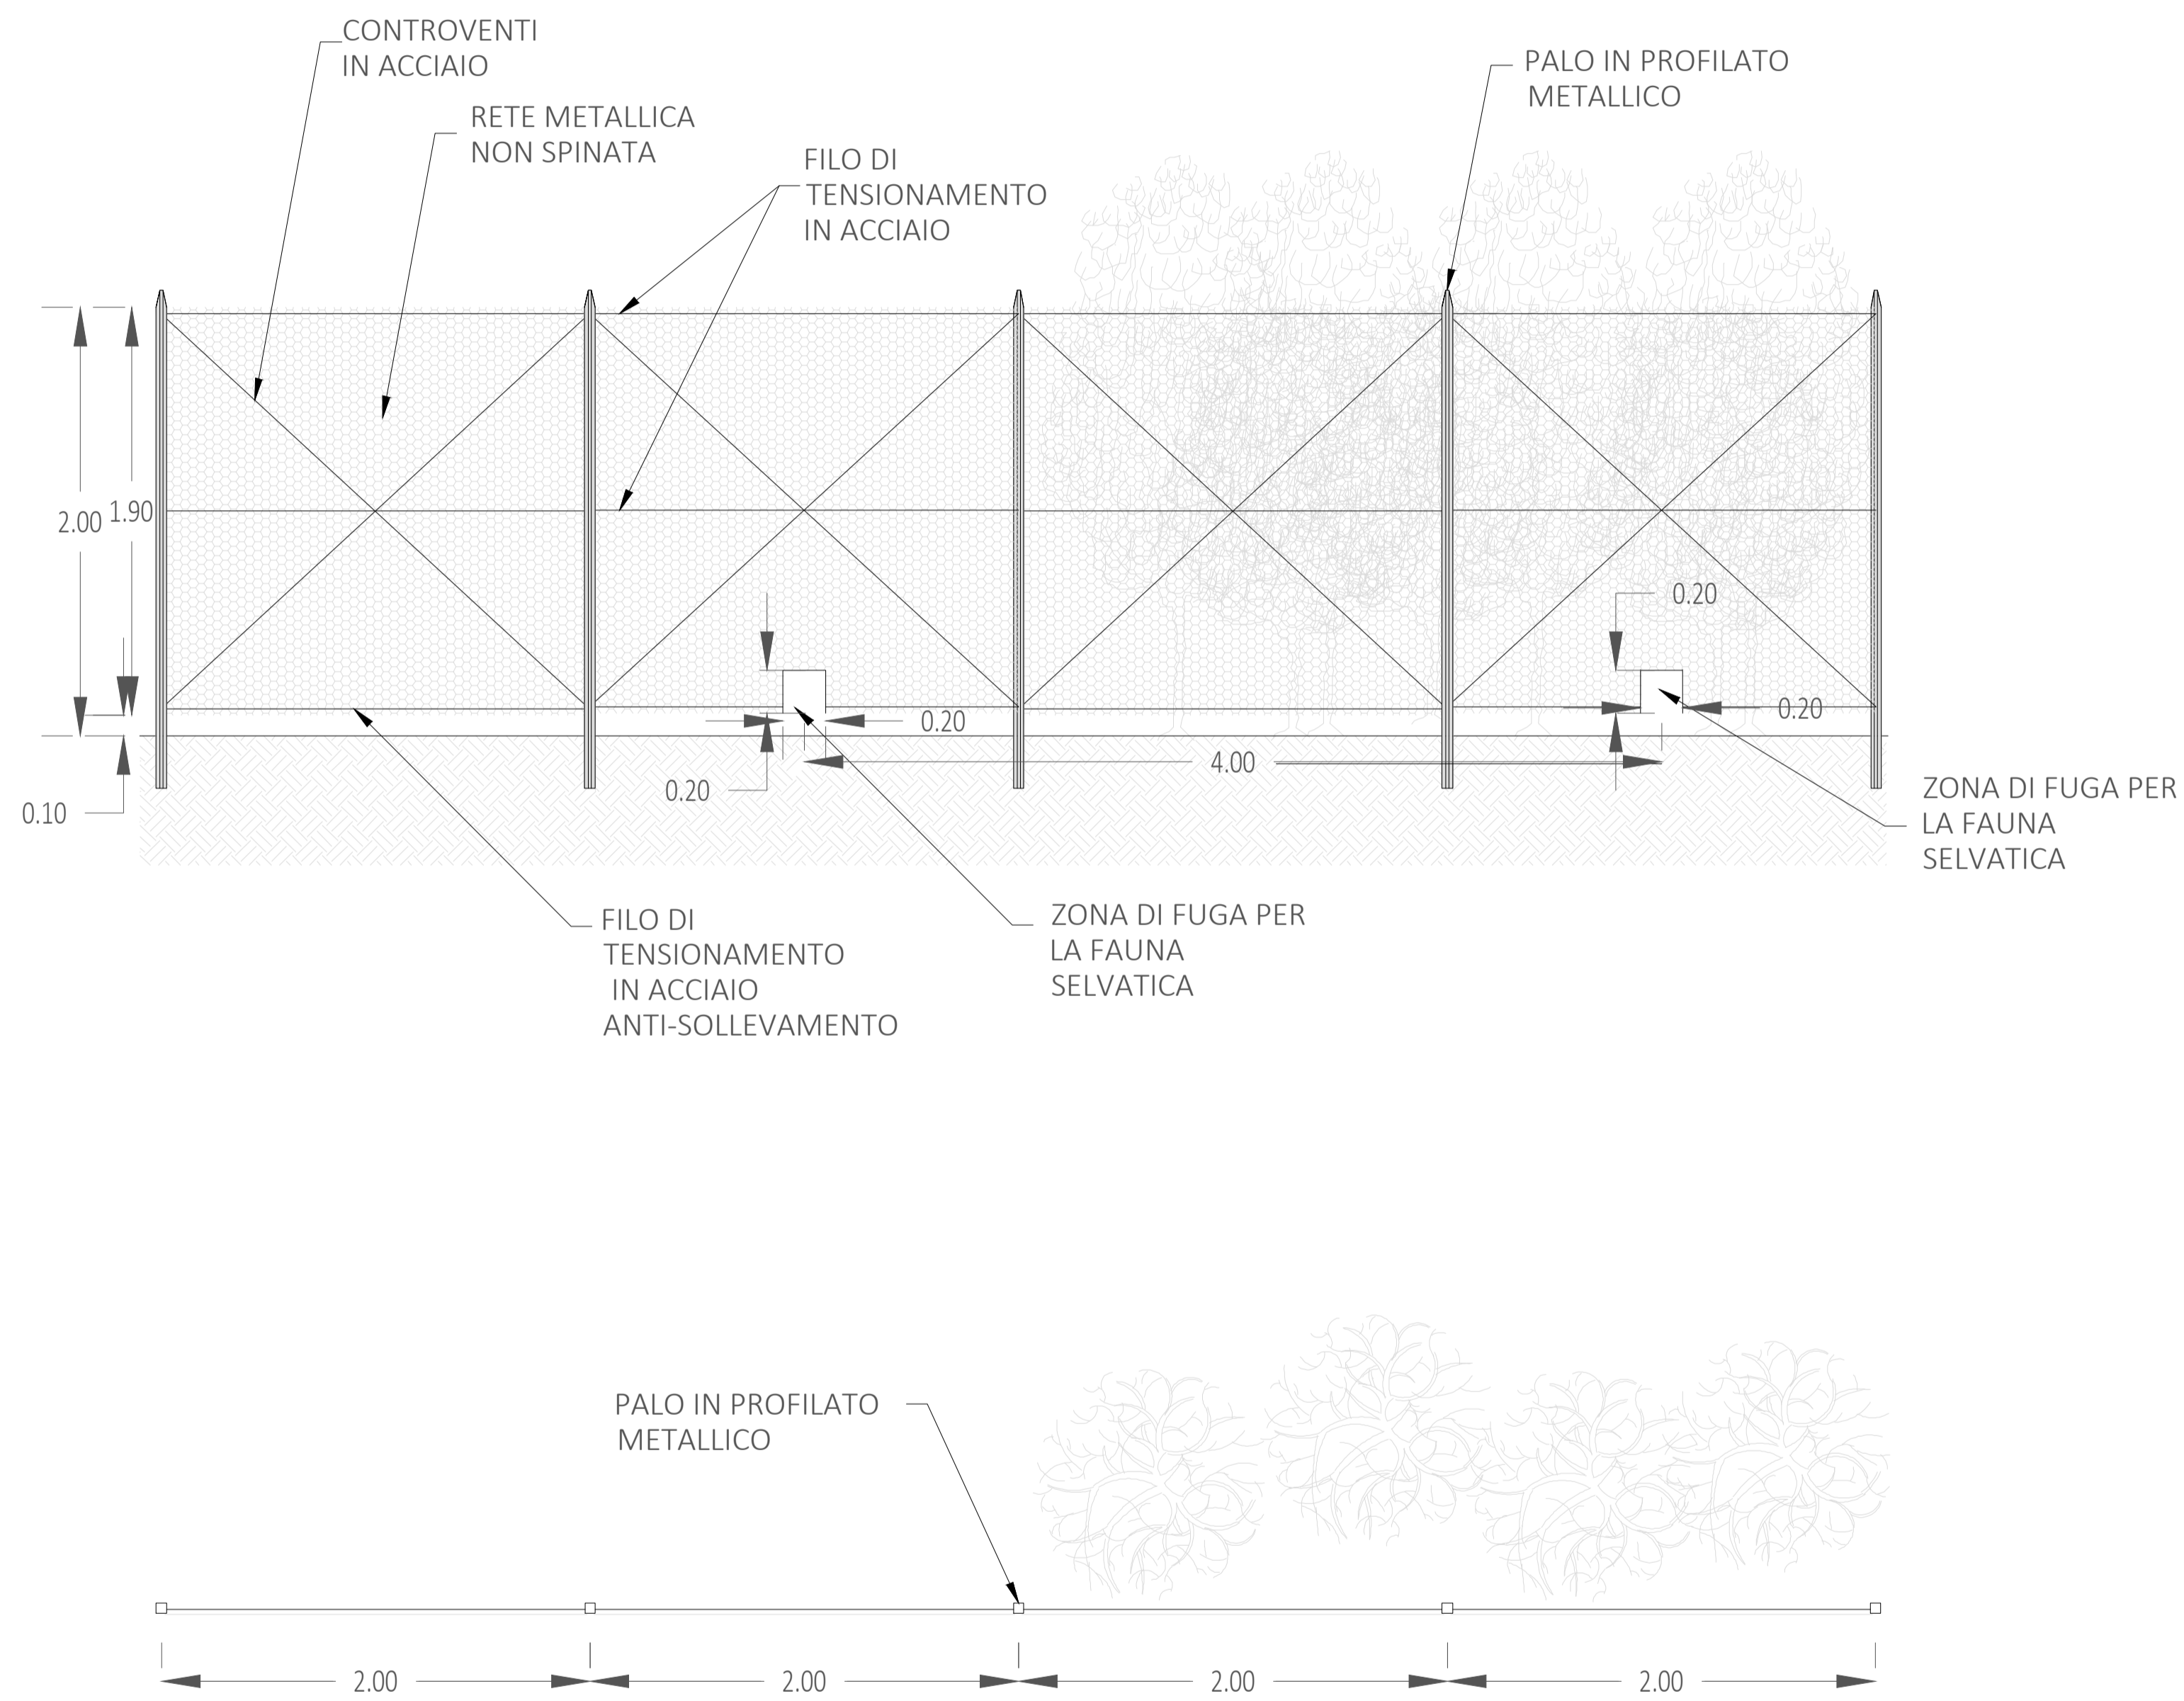 CONTROVENTI
IN ACCIAIO
PALO IN PROFILATO
METALLICO
RETE METALLICA
NON SPINATA
FILO DI
TENSIONAMENTO
IN ACCIAIO
2.00
1.90
0.20
0.20
0.20
0.20
4.00
0.10
ZONA DI FUGA PER
LA FAUNA
SELVATICA
FILO DI
TENSIONAMENTO
IN ACCIAIO
ANTI-SOLLEVAMENTO
ZONA DI FUGA PER
LA FAUNA
SELVATICA
PALO IN PROFILATO
METALLICO
2.00
2.00
2.00
2.00